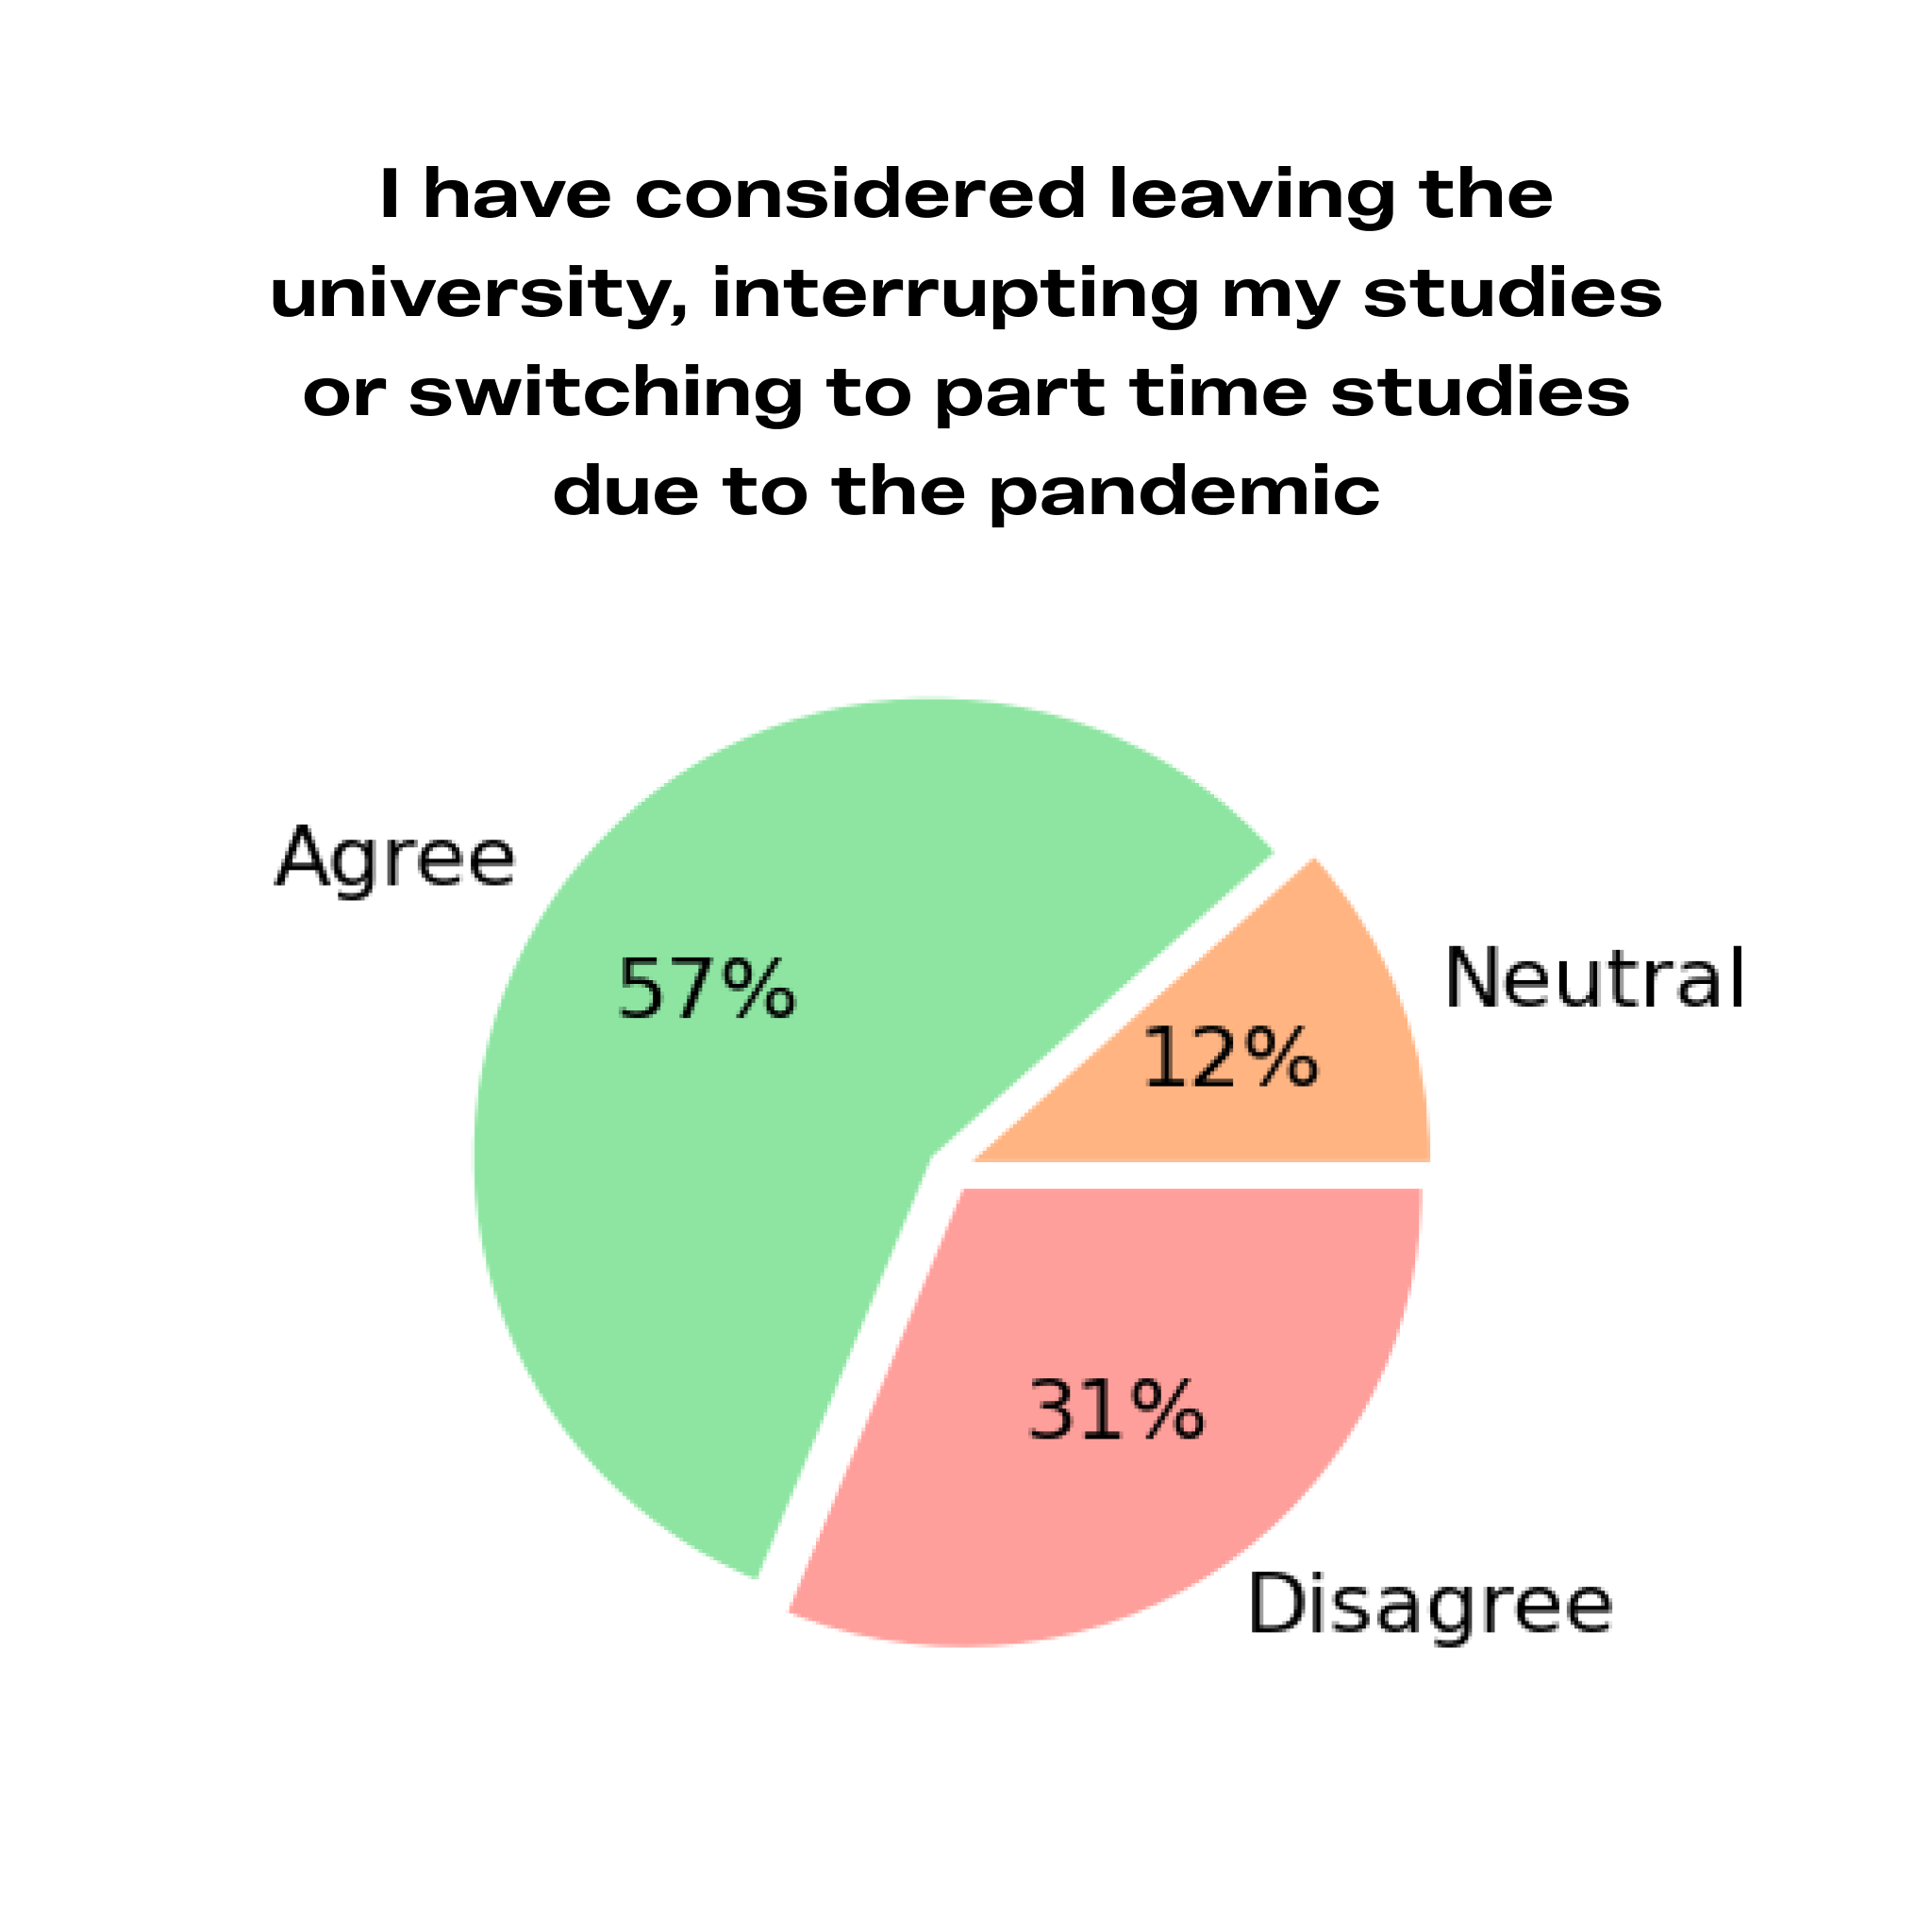 I have considered leaving the
university, interrupting my studies
or switching to part time studies
due to the pandemic
Agree
57%
Neutral
12%
31%
Disagree